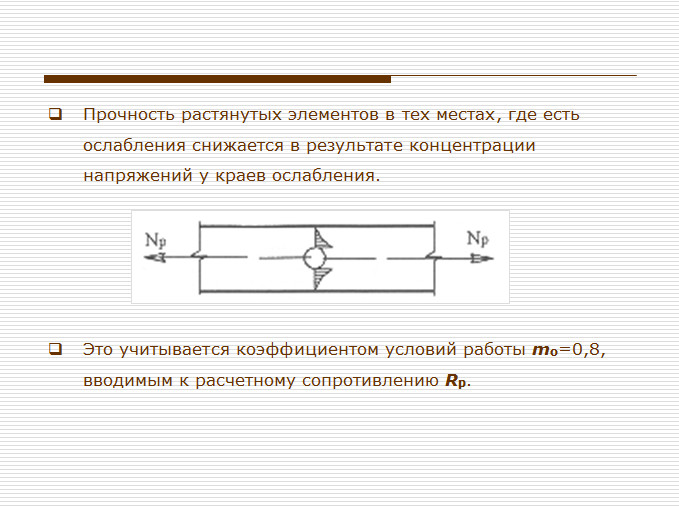 Прочность растянутых элементов в тех местах, где есть
ослабления снижается в результате концентрации
напряжений у краев ослабления.
Np Np
Это учитывается коэффициентом условий работы mo=0,8,
вводимым к расчетному сопротивлению Rр.